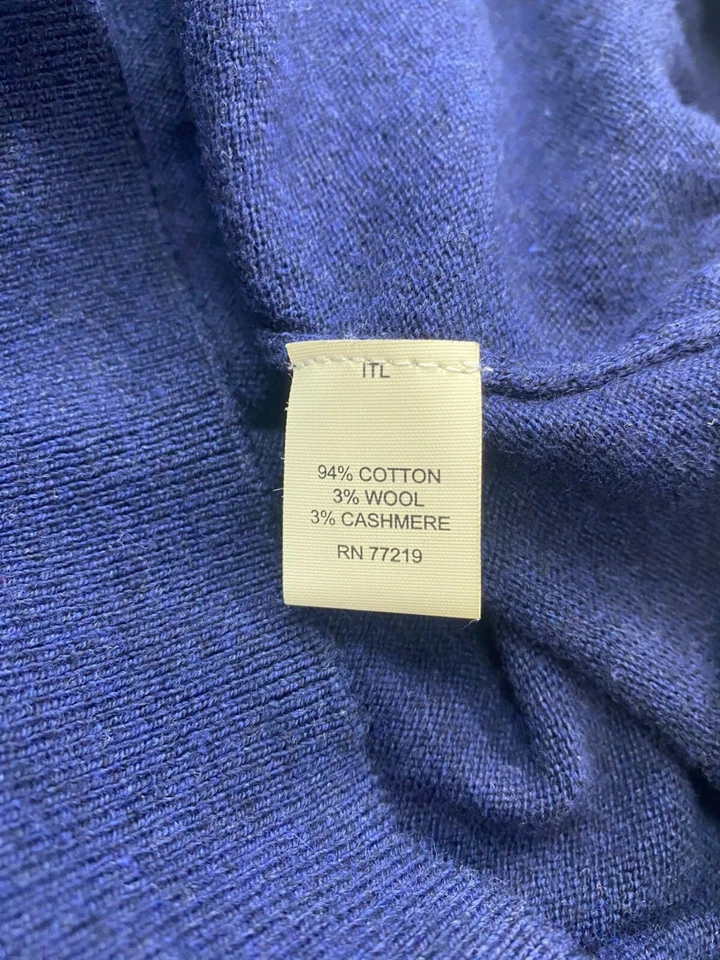 ITL
94% COTTON
3% WOOL
3% CASHMERE
RN 77219